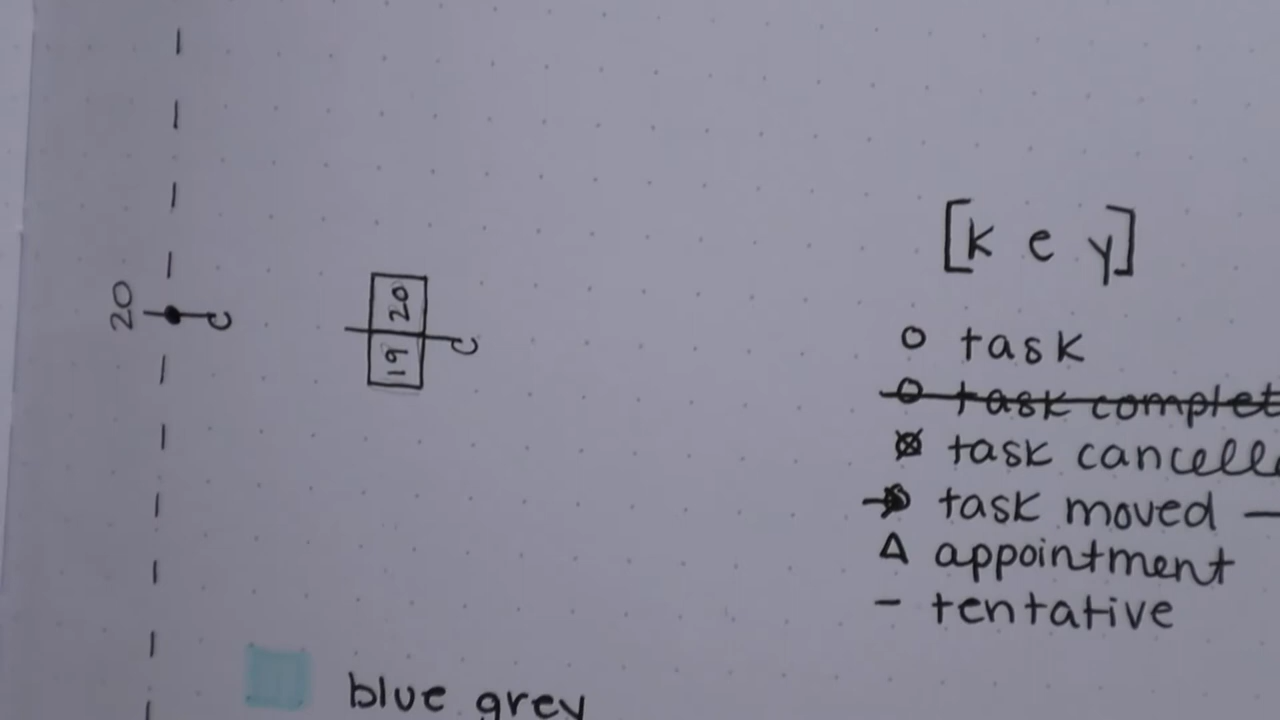 20 C
19 20 C
[key]
task
task complet
task cancell
task moved —
appointment
- tentative
blue grey